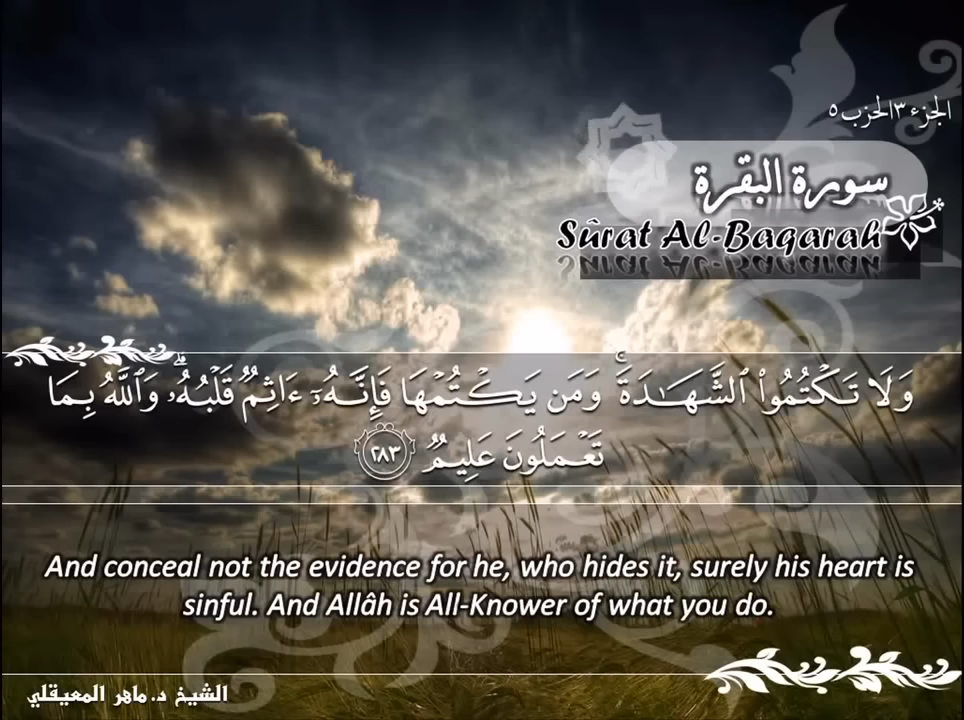 الجزء ٣ الحزب ٥
سورة البقرة
Sûrat Al-Baqarah
وَلَا تَكْتُمُوا۟ ٱلشَّهَـٰدَةَ ۚ وَمَن يَكْتُمْهَا فَإِنَّهُۥٓ ءَاثِمٌ قَلْبُهُۥ ۗ وَٱللَّهُ بِمَا
تَعْمَلُونَ عَلِيمٌ ٢٨٣
And conceal not the evidence for he, who hides it, surely his heart is
sinful. And Allâh is All-Knower of what you do.
الشيخ د. ماهر المعيقلي